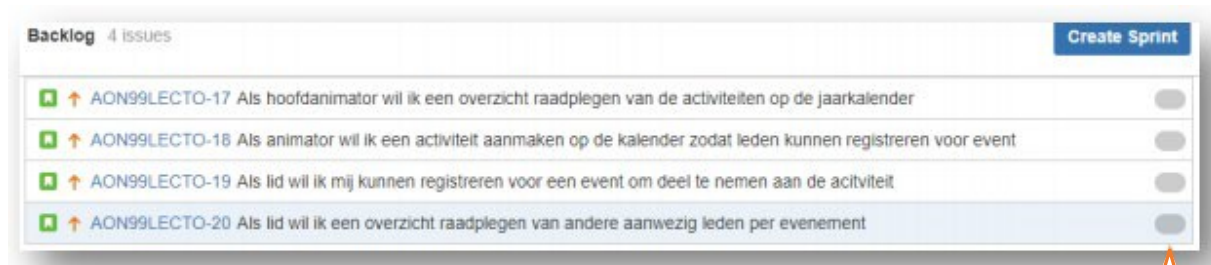 Backlog 4 issues
Create Sprint
AON99LECTO-17 Als hoofdanimator wil ik een overzicht raadplegen van de activiteiten op de jaarkalender
AON99LECTO-18 Als animator wil ik een activiteit aanmaken op de kalender zodat leden kunnen registreren voor event
AON99LECTO-19 Als lid wil ik mij kunnen registreren voor een event om deel te nemen aan de acitviteit
AON99LECTO-20 Als lid wil ik een overzicht raadplegen van andere aanwezig leden per evenement